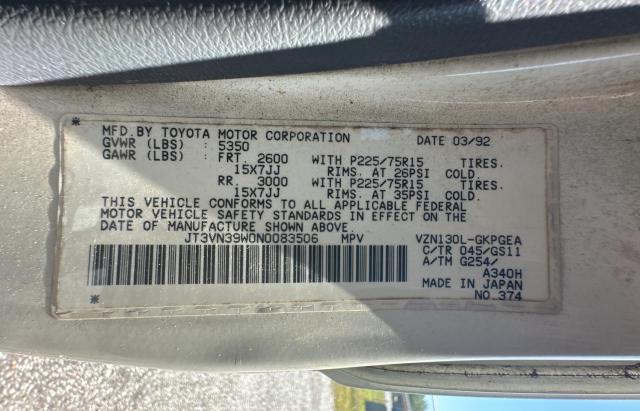 MFD.BY TOYOTA MOTOR CORPORATION DATE 03/92
GVWR (LBS) : 5350
GAWR (LBS) : FRT. 2600 WITH P225/75R15 TIRES.
15X7JJ RIMS. AT 26PSI COLD.
RR. 3000 WITH P225/75R15 TIRES.
15X7JJ RIMS. AT 35PSI COLD.
THIS VEHICLE CONFORMS TO ALL APPLICABLE FEDERAL
MOTOR VEHICLE SAFETY STANDARDS IN EFFECT ON THE
DATE OF MANUFACTURE SHOWN ABOVE.
JT3VN39W0N0083506 MPV VZN130L-GKPGEA
C/TR 045/GS11
A/TM G254/
A340H
MADE IN JAPAN
NO.374